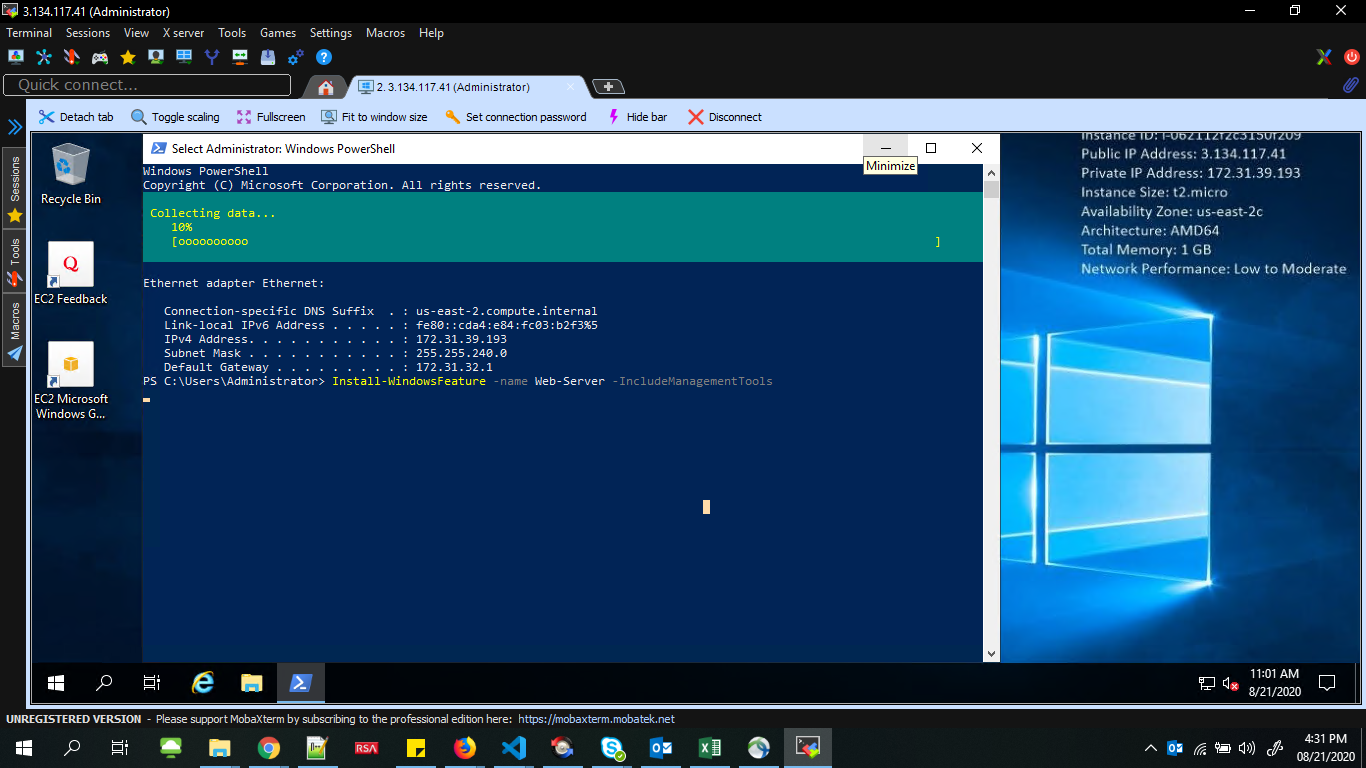 3.134.117.41 (Administrator)
Terminal Sessions View X server Tools Games Settings Macros Help
Quick connect...
2. 3.134.117.41 (Administrator)
Detach tab Toggle scaling Fullscreen Fit to window size Set connection password Hide bar Disconnect
Sessions
Tools
Macros
Recycle Bin
EC2 Feedback
EC2 Microsoft
Windows G...
Select Administrator: Windows PowerShell
Minimize
Windows PowerShell
Copyright (C) Microsoft Corporation. All rights reserved.
Collecting data...
10%
[oooooooooo ]
Ethernet adapter Ethernet:
Connection-specific DNS Suffix . : us-east-2.compute.internal
Link-local IPv6 Address . . . . . : fe80::cda4:e84:fc03:b2f3%5
IPv4 Address. . . . . . . . . . . : 172.31.39.193
Subnet Mask . . . . . . . . . . . : 255.255.240.0
Default Gateway . . . . . . . . . : 172.31.32.1
PS C:\Users\Administrator> Install-WindowsFeature -name Web-Server -IncludeManagementTools
Instance ID: i-062112f2c3150f209
Public IP Address: 3.134.117.41
Private IP Address: 172.31.39.193
Instance Size: t2.micro
Availability Zone: us-east-2c
Architecture: AMD64
Total Memory: 1 GB
Network Performance: Low to Moderate
11:01 AM
8/21/2020
UNREGISTERED VERSION - Please support MobaXterm by subscribing to the professional edition here: https://mobaxterm.mobatek.net
RSA
4:31 PM
08/21/2020